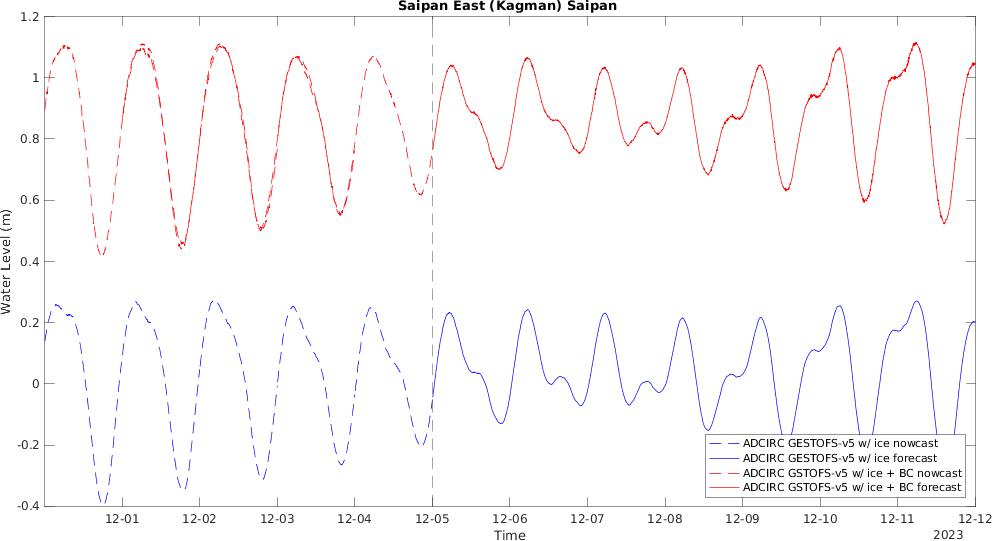 Saipan East (Kagman) Saipan
1.2
1
0.8
0.6
0.4
0.2
0
-0.2
-0.4
Water Level (m)
ADCIRC GESTOFS-v5 w/ ice nowcast
ADCIRC GESTOFS-v5 w/ ice forecast
ADCIRC GSTOFS-v5 w/ ice + BC nowcast
ADCIRC GSTOFS-v5 w/ ice + BC forecast
12-01 12-02 12-03 12-04 12-05 12-06 12-07 12-08 12-09 12-10 12-11 12-12
Time
2023